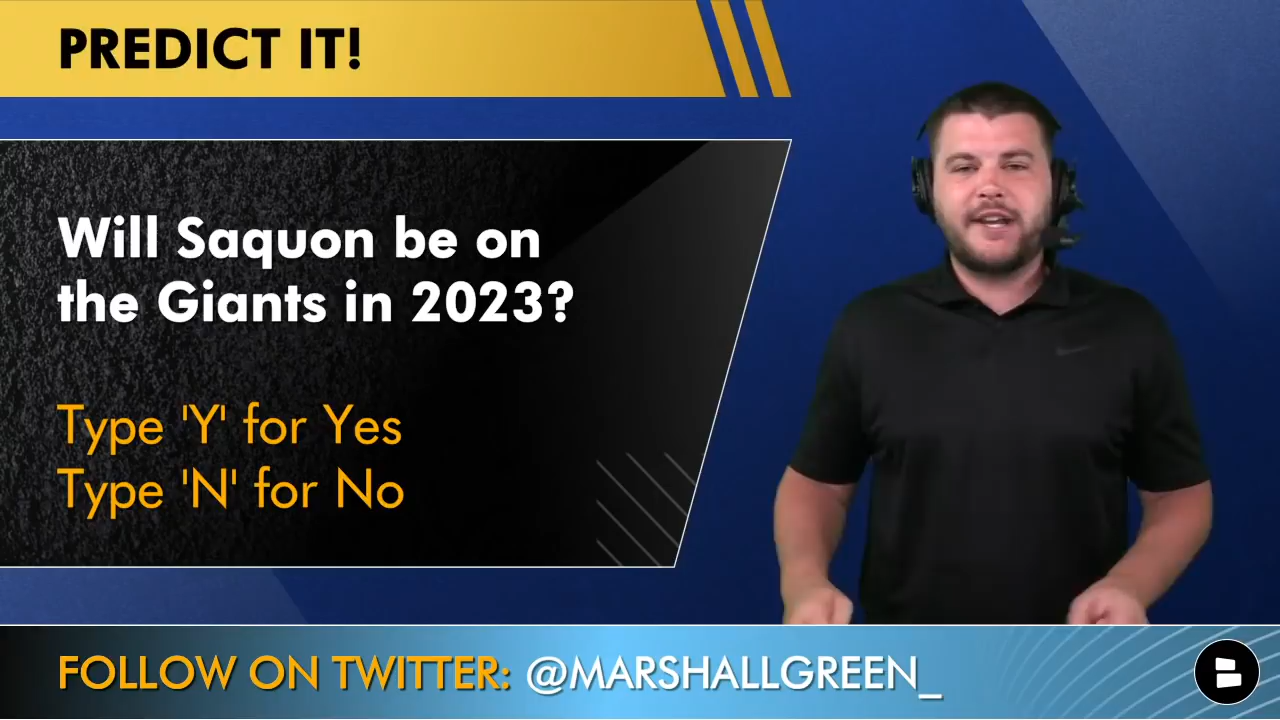 PREDICT IT!
Will Saquon be on
the Giants in 2023?
Type 'Y' for Yes
Type 'N' for No
FOLLOW ON TWITTER: @MARSHALLGREEN_